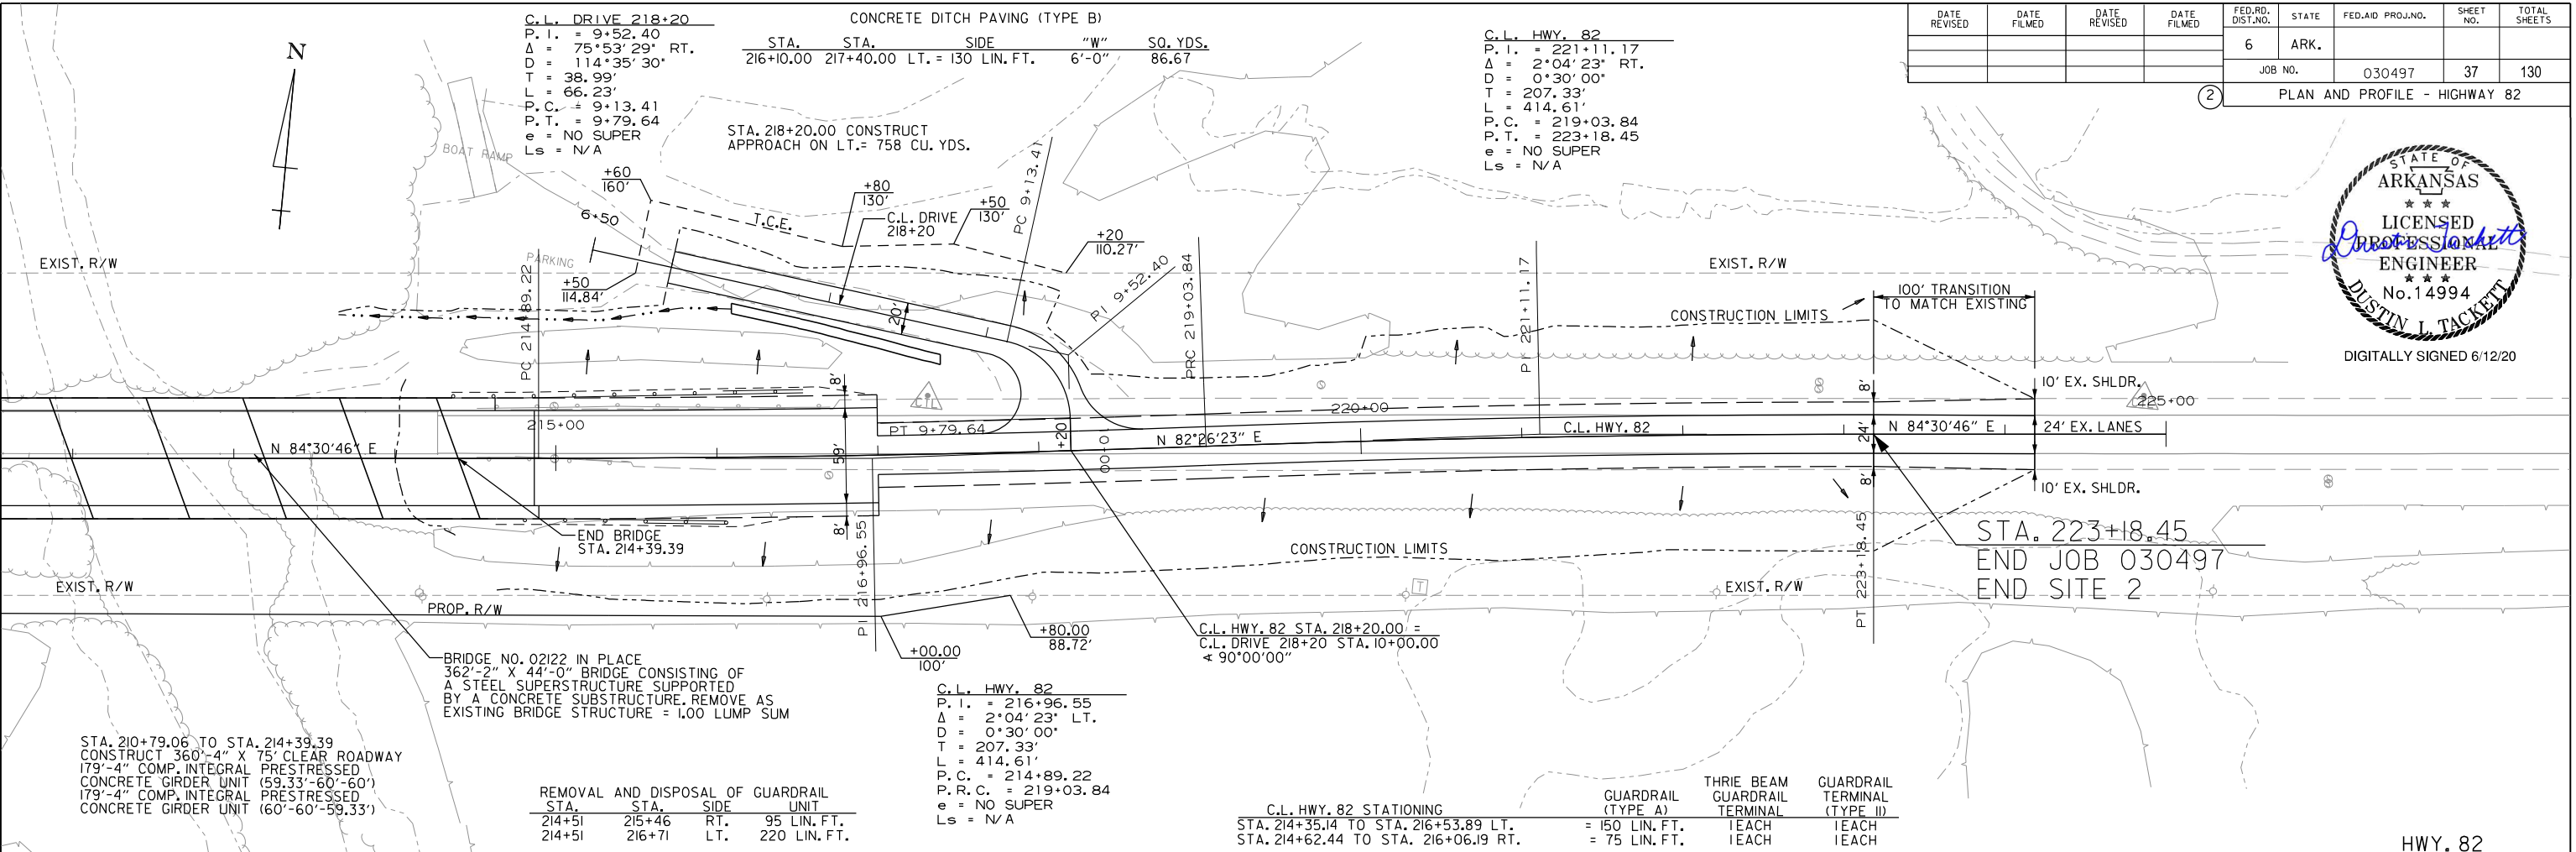 C.L. DRIVE 218+20
P.I. = 9+52.40
Δ = 75°53'29" RT.
D = 114°35'30"
T = 38.99'
L = 66.23'
P.C. = 9+13.41
P.T. = 9+79.64
e = NO SUPER
Ls = N/A
CONCRETE DITCH PAVING (TYPE B)
STA. STA. SIDE "W" SQ. YDS.
216+10.00 217+40.00 LT. = 130 LIN. FT. 6'-0" 86.67
STA. 218+20.00 CONSTRUCT
APPROACH ON LT.= 758 CU. YDS.
C.L. HWY. 82
P.I. = 221+11.17
Δ = 2°04'23" RT.
D = 0°30'00"
T = 207.33'
L = 414.61'
P.C. = 219+03.84
P.T. = 223+18.45
e = NO SUPER
Ls = N/A
DATE REVISED DATE FILMED DATE REVISED DATE FILMED FED.RD. DIST.NO. STATE FED.AID PROJ.NO. SHEET NO. TOTAL SHEETS
6 ARK.
JOB NO. 030497 37 130
2 PLAN AND PROFILE - HIGHWAY 82
STATE OF
ARKANSAS
LICENSED
PROFESSIONAL
ENGINEER
No.14994
DUSTIN L. TACKETT
Dustin Tackett
DIGITALLY SIGNED 6/12/20
N
BOAT RAMP
PARKING
+60
160'
6+50
T.C.E.
+80
130'
C.L. DRIVE
218+20
+50
130'
PC 9+13.41
+20
110.27'
PI 9+52.40
+50
114.84'
20'
EXIST. R/W
EXIST. R/W
PC 214+89.22
PRC 219+03.84
PI 221+11.17
CONSTRUCTION LIMITS
100' TRANSITION
TO MATCH EXISTING
8'
8'
10' EX. SHLDR.
CTL
215+00
220+00
225+00
PT 9+79.64
N 84°30'46" E
59'
+20
10+00
N 82°26'23" E
C.L. HWY. 82
24'
N 84°30'46" E
24' EX. LANES
8'
8'
10' EX. SHLDR.
END BRIDGE
STA. 214+39.39
PI 216+96.55
CONSTRUCTION LIMITS
PT 223+18.45
STA. 223+18.45
END JOB 030497
END SITE 2
EXIST. R/W
T
EXIST. R/W
PROP. R/W
+00.00
100'
+80.00
88.72'
C.L. HWY. 82 STA. 218+20.00 =
C.L. DRIVE 218+20 STA. 10+00.00
∢ 90°00'00"
BRIDGE NO. 02122 IN PLACE
362'-2" X 44'-0" BRIDGE CONSISTING OF
A STEEL SUPERSTRUCTURE SUPPORTED
BY A CONCRETE SUBSTRUCTURE. REMOVE AS
EXISTING BRIDGE STRUCTURE = 1.00 LUMP SUM
STA. 210+79.06 TO STA. 214+39.39
CONSTRUCT 360'-4" X 75' CLEAR ROADWAY
179'-4" COMP. INTEGRAL PRESTRESSED
CONCRETE GIRDER UNIT (59.33'-60'-60')
179'-4" COMP. INTEGRAL PRESTRESSED
CONCRETE GIRDER UNIT (60'-60'-59.33')
REMOVAL AND DISPOSAL OF GUARDRAIL
STA. STA. SIDE UNIT
214+51 215+46 RT. 95 LIN. FT.
214+51 216+71 LT. 220 LIN. FT.
C.L. HWY. 82
P.I. = 216+96.55
Δ = 2°04'23" LT.
D = 0°30'00"
T = 207.33'
L = 414.61'
P.C. = 214+89.22
P.R.C. = 219+03.84
e = NO SUPER
Ls = N/A
C.L. HWY. 82 STATIONING GUARDRAIL (TYPE A) THRIE BEAM GUARDRAIL TERMINAL GUARDRAIL TERMINAL (TYPE II)
STA. 214+35.14 TO STA. 216+53.89 LT. = 150 LIN. FT. 1 EACH 1 EACH
STA. 214+62.44 TO STA. 216+06.19 RT. = 75 LIN. FT. 1 EACH 1 EACH
HWY. 82